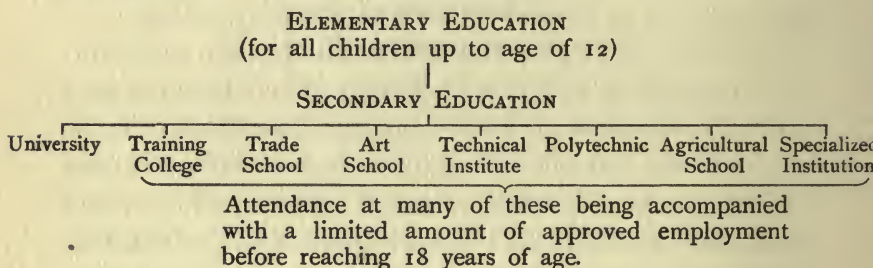 ELEMENTARY EDUCATION
(for all children up to age of 12)
SECONDARY EDUCATION
University Training College Trade School Art School Technical Institute Polytechnic Agricultural School Specialized Institution
Attendance at many of these being accompanied
with a limited amount of approved employment
before reaching 18 years of age.